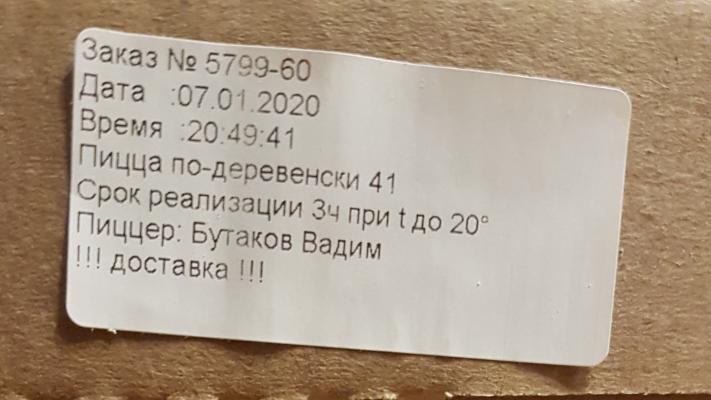 Заказ № 5799-60
Дата :07.01.2020
Время :20:49:41
Пицца по-деревенски 41
Срок реализации 3ч при t до 20°
Пиццер: Бутаков Вадим
!!! доставка !!!